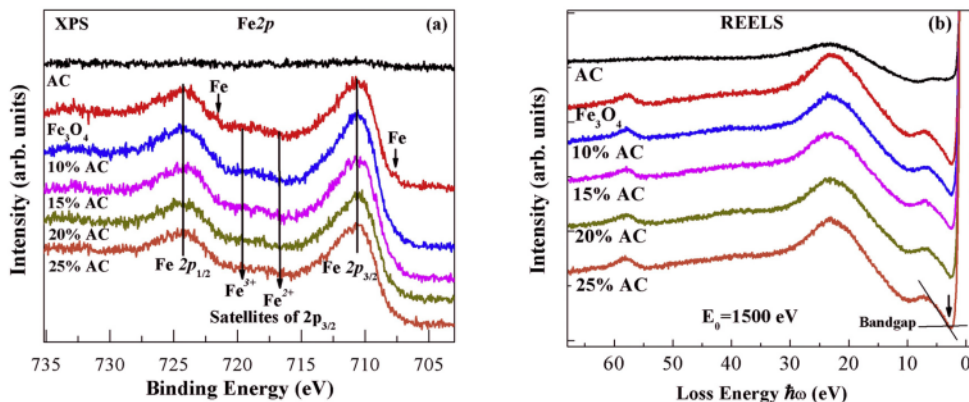 XPS
Fe2p
(a)
AC
Fe
Fe3O4
Fe
10% AC
15% AC
20% AC
25% AC
Fe 2p1/2
Fe3+
Fe2+
Fe 2p3/2
Satellites of 2p3/2
735 730 725 720 715 710 705
Binding Energy (eV)
Intensity (arb. units)
REELS
(b)
AC
Fe3O4
10% AC
15% AC
20% AC
25% AC
E0=1500 eV
Bandgap
60 50 40 30 20 10 0
Loss Energy ħω (eV)
Intensity (arb. units)